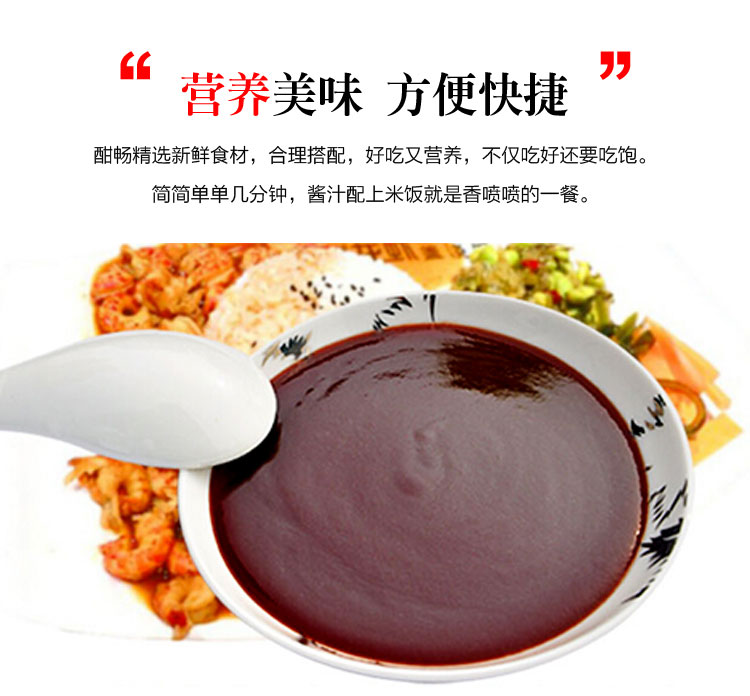 “营养美味 方便快捷”
酣畅精选新鲜食材，合理搭配，好吃又营养，不仅吃好还要吃饱。
简简单单几分钟，酱汁配上米饭就是香喷喷的一餐。